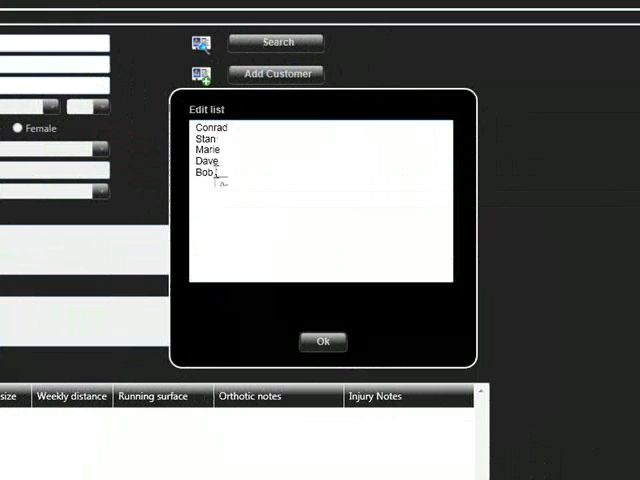 Search
Add Customer
Edit list
Female
Conrad
Stan
Marie
Dave
Bob
Ok
size Weekly distance Running surface Orthotic notes Injury Notes